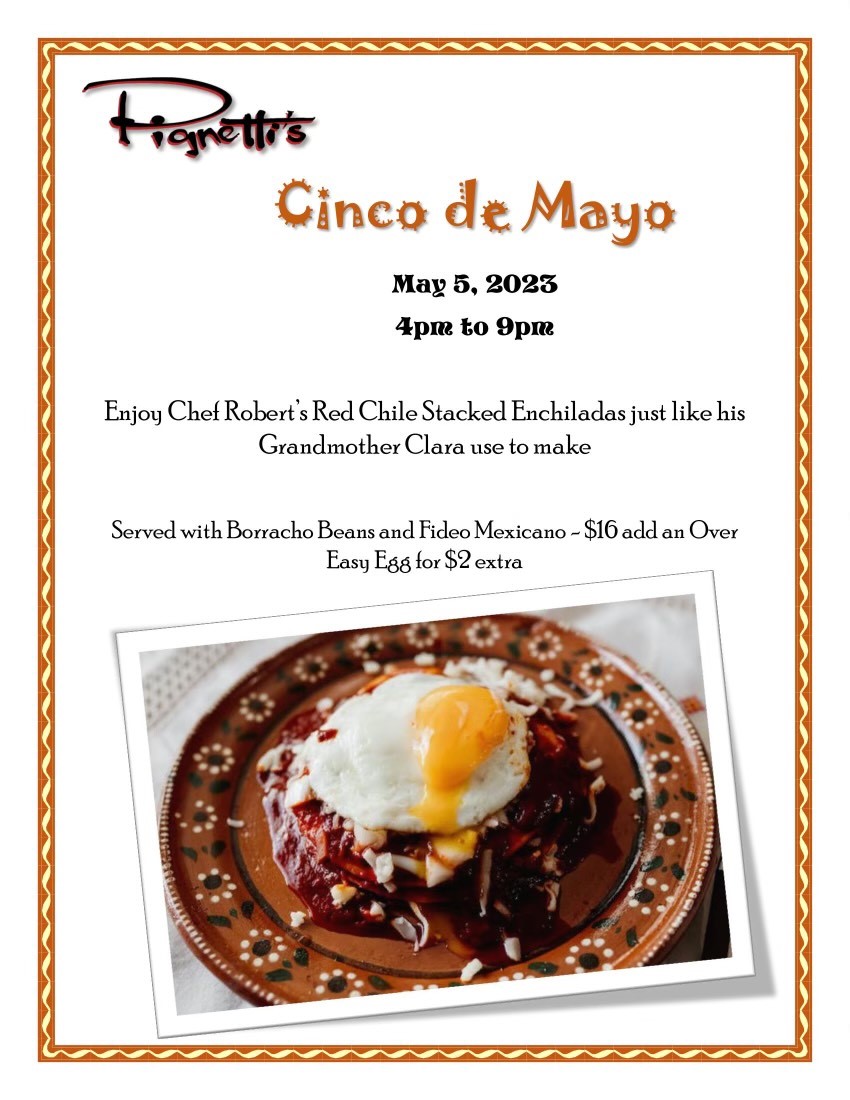 Pignetti's
Cinco de Mayo
May 5, 2023
4pm to 9pm
Enjoy Chef Robert's Red Chile Stacked Enchiladas just like his
Grandmother Clara use to make
Served with Borracho Beans and Fideo Mexicano ~ $16 add an Over
Easy Egg for $2 extra